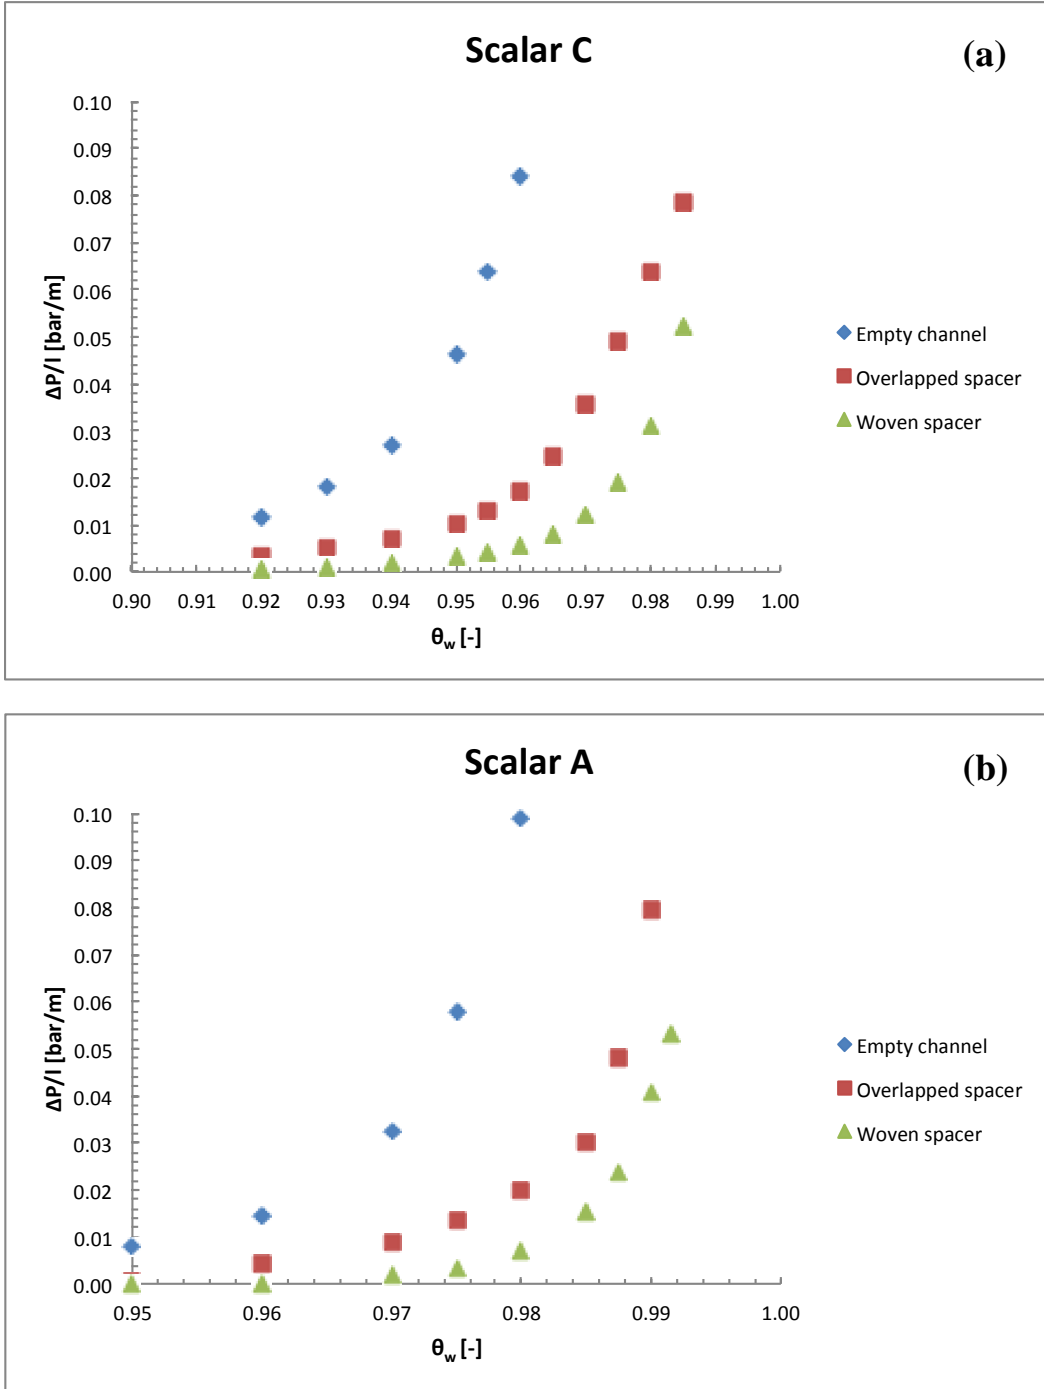 Scalar C
(a)
0.10
0.09
0.08
0.07
0.06
0.05
0.04
0.03
0.02
0.01
0.00
ΔP/l [bar/m]
0.90 0.91 0.92 0.93 0.94 0.95 0.96 0.97 0.98 0.99 1.00
θw [-]
Empty channel
Overlapped spacer
Woven spacer
Scalar A
(b)
0.10
0.09
0.08
0.07
0.06
0.05
0.04
0.03
0.02
0.01
0.00
ΔP/l [bar/m]
0.95 0.96 0.97 0.98 0.99 1.00
θw [-]
Empty channel
Overlapped spacer
Woven spacer